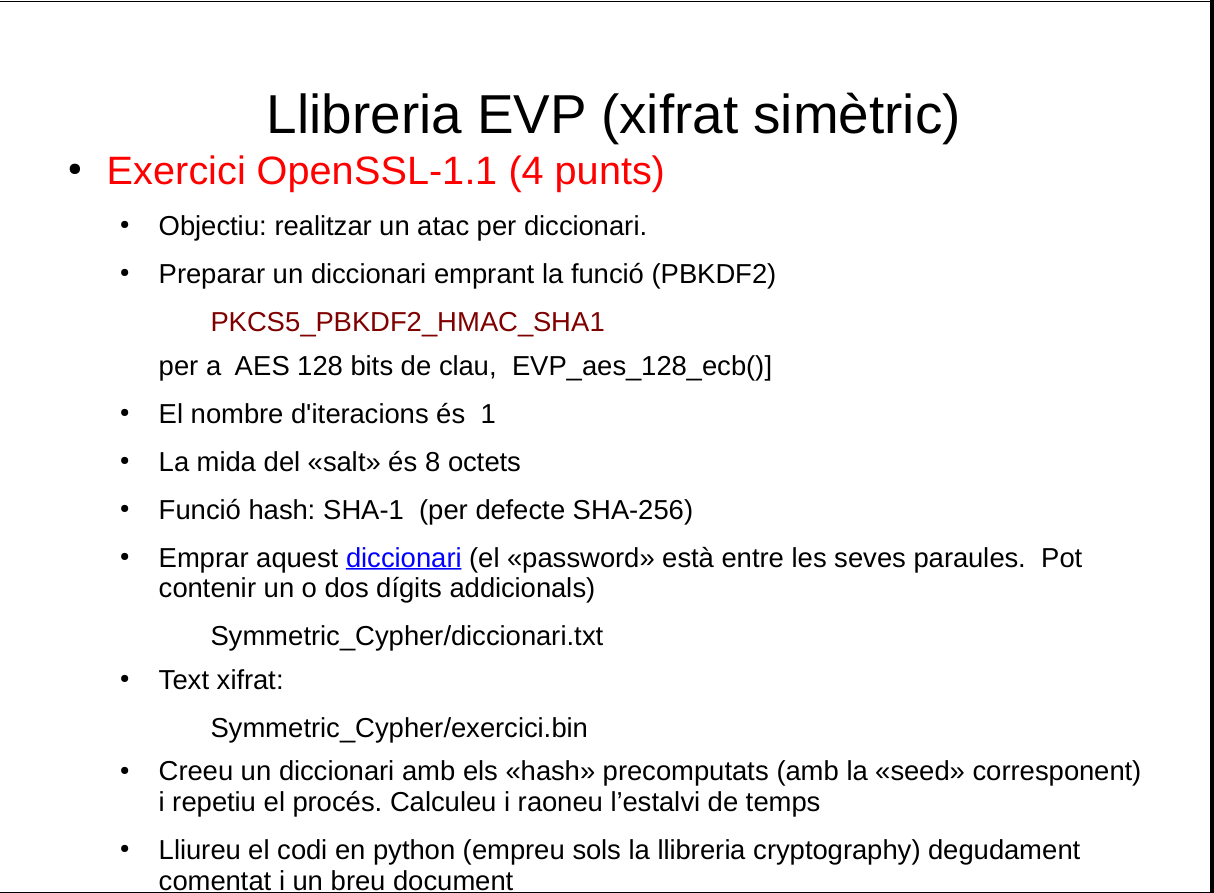 Llibreria EVP (xifrat simètric)
• Exercici OpenSSL-1.1 (4 punts)
• Objectiu: realitzar un atac per diccionari.
• Preparar un diccionari emprant la funció (PBKDF2)
PKCS5_PBKDF2_HMAC_SHA1
per a  AES 128 bits de clau,  EVP_aes_128_ecb()]
• El nombre d'iteracions és  1
• La mida del «salt» és 8 octets
• Funció hash: SHA-1  (per defecte SHA-256)
• Emprar aquest diccionari (el «password» està entre les seves paraules.  Pot
contenir un o dos dígits addicionals)
Symmetric_Cypher/diccionari.txt
• Text xifrat:
Symmetric_Cypher/exercici.bin
• Creeu un diccionari amb els «hash» precomputats (amb la «seed» corresponent)
i repetiu el procés. Calculeu i raoneu l’estalvi de temps
• Lliureu el codi en python (empreu sols la llibreria cryptography) degudament
comentat i un breu document